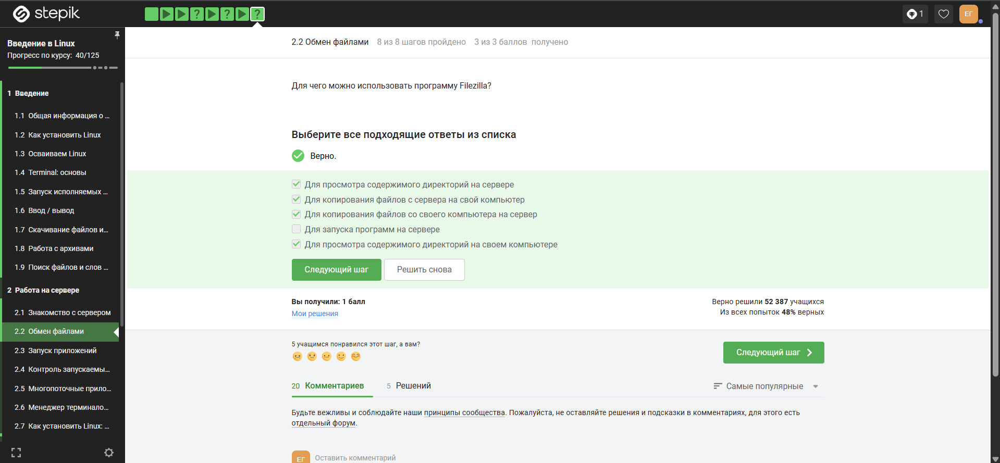 stepik
1
ЕГ
Введение в Linux
Прогресс по курсу: 40/125
1 Введение
1.1 Общая информация о ...
1.2 Как установить Linux
1.3 Осваиваем Linux
1.4 Terminal: основы
1.5 Запуск исполняемых ...
1.6 Ввод / вывод
1.7 Скачивание файлов и...
1.8 Работа с архивами
1.9 Поиск файлов и слов ...
2 Работа на сервере
2.1 Знакомство с сервером
2.2 Обмен файлами
2.3 Запуск приложений
2.4 Контроль запускаемы...
2.5 Многопоточные прило...
2.6 Менеджер терминало...
2.7 Как установить Linux: ...
2.2 Обмен файлами 8 из 8 шагов пройдено 3 из 3 баллов получено
Для чего можно использовать программу Filezilla?
Выберите все подходящие ответы из списка
Верно.
Для просмотра содержимого директорий на сервере
Для копирования файлов с сервера на свой компьютер
Для копирования файлов со своего компьютера на сервер
Для запуска программ на сервере
Для просмотра содержимого директорий на своем компьютере
Следующий шаг Решить снова
Вы получили: 1 балл
Мои решения
Верно решили 52 387 учащихся
Из всех попыток 48% верных
5 учащимся понравился этот шаг, а вам?
Следующий шаг
20 Комментариев 5 Решений
Самые популярные
Будьте вежливы и соблюдайте наши принципы сообщества. Пожалуйста, не оставляйте решения и подсказки в комментариях, для этого есть
отдельный форум.
ЕГ Оставить комментарий